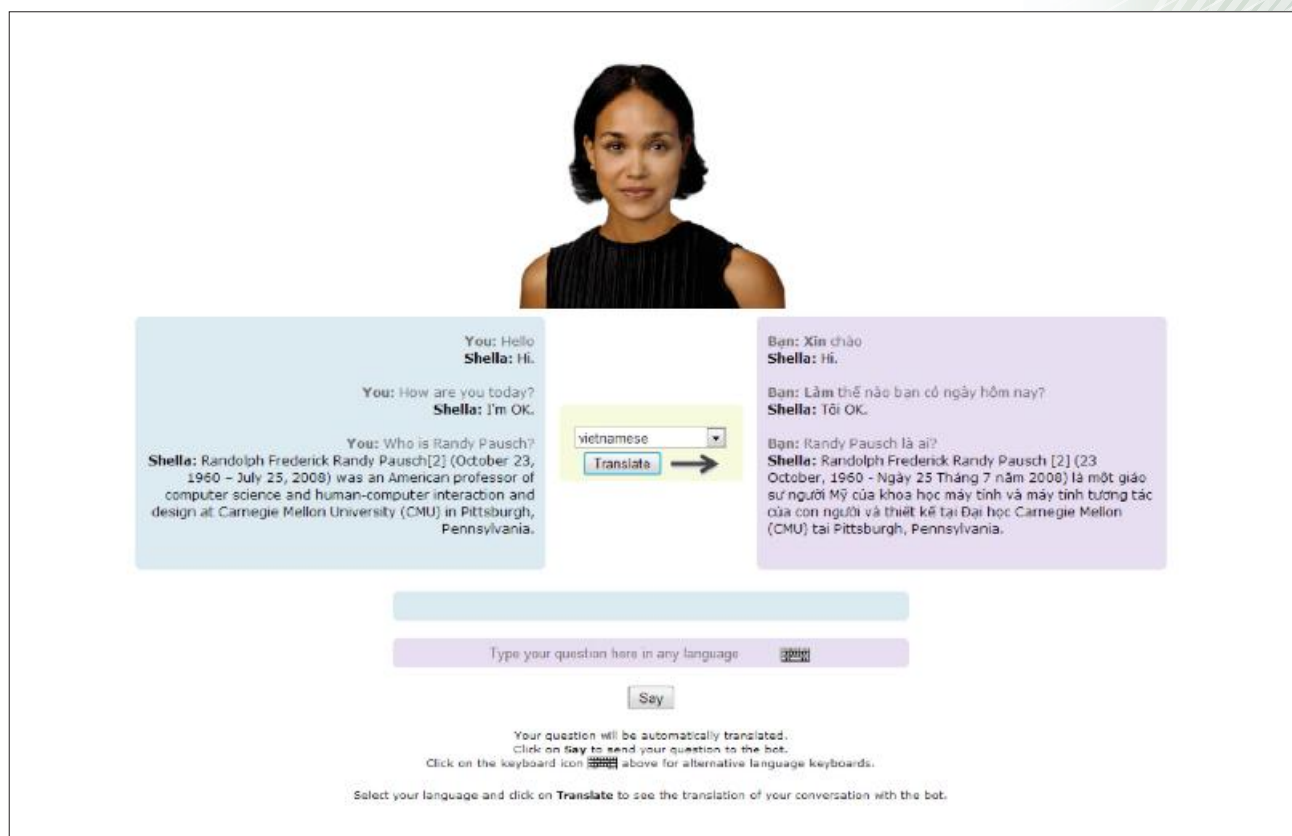 You: Hello
Shella: Hi.
You: How are you today?
Shella: I'm OK.
You: Who is Randy Pausch?
Shella: Randolph Frederick Randy Pausch[2] (October 23,
1960 – July 25, 2008) was an American professor of
computer science and human-computer interaction and
design at Carnegie Mellon University (CMU) in Pittsburgh,
Pennsylvania.
vietnamese
Translate
Bạn: Xin chào
Shella: Hi.
Bạn: Làm thế nào bạn có ngày hôm nay?
Shella: Tôi OK.
Bạn: Randy Pausch là ai?
Shella: Randolph Frederick Randy Pausch [2] (23
October, 1960 - Ngày 25 Tháng 7 năm 2008) là một giáo
sư người Mỹ của khoa học máy tính và máy tính tương tác
của con người và thiết kế tại Đại học Carnegie Mellon
(CMU) tại Pittsburgh, Pennsylvania.
Type your question here in any language
Say
Your question will be automatically translated.
Click on Say to send your question to the bot.
Click on the keyboard icon above for alternative language keyboards.
Select your language and click on Translate to see the translation of your conversation with the bot.